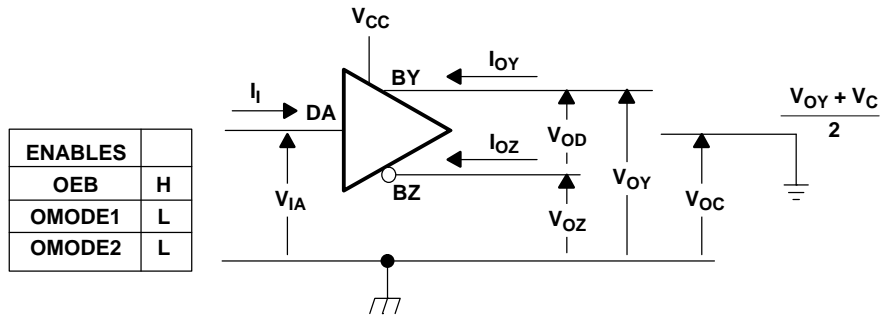 V_CC
BY
I_OY
I_I
DA
I_OZ
V_OD
V_OY + V_C
2
ENABLES
OEB H
OMODE1 L
OMODE2 L
V_IA
BZ
V_OZ
V_OY
V_OC